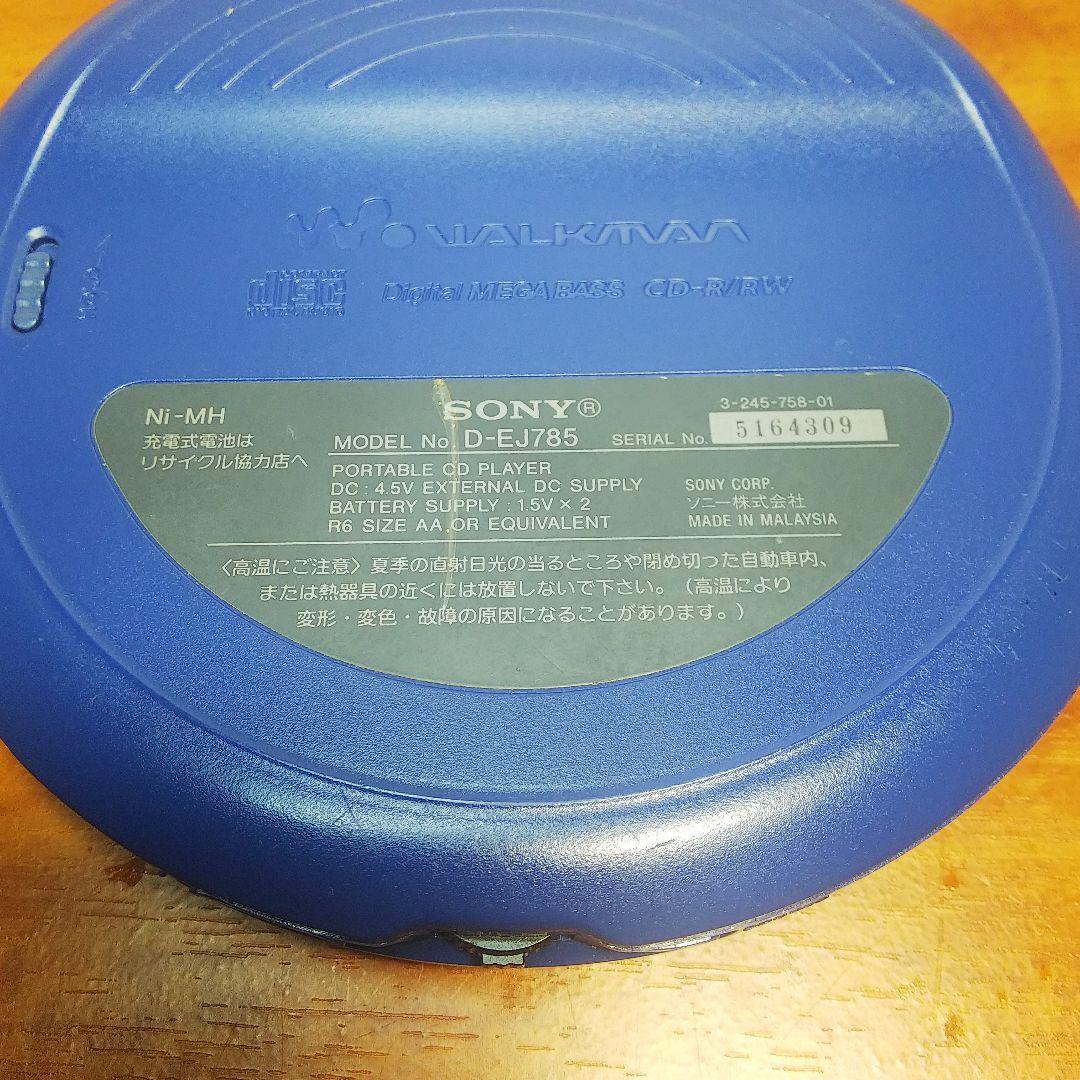 WALKMAN
COMPACT
disc
DIGITAL AUDIO
Digital MEGA BASS CD-R/RW
HOLD
Ni-MH
充電式電池は
リサイクル協力店へ
SONY®
3-245-758-01
MODEL No. D-EJ785 SERIAL No. 5164309
PORTABLE CD PLAYER
DC : 4.5V EXTERNAL DC SUPPLY
BATTERY SUPPLY : 1.5V × 2
R6 SIZE AA OR EQUIVALENT
SONY CORP.
ソニー株式会社
MADE IN MALAYSIA
〈高温にご注意〉夏季の直射日光の当るところや閉め切った自動車内、
または熱器具の近くには放置しないで下さい。(高温により
変形・変色・故障の原因になることがあります。)